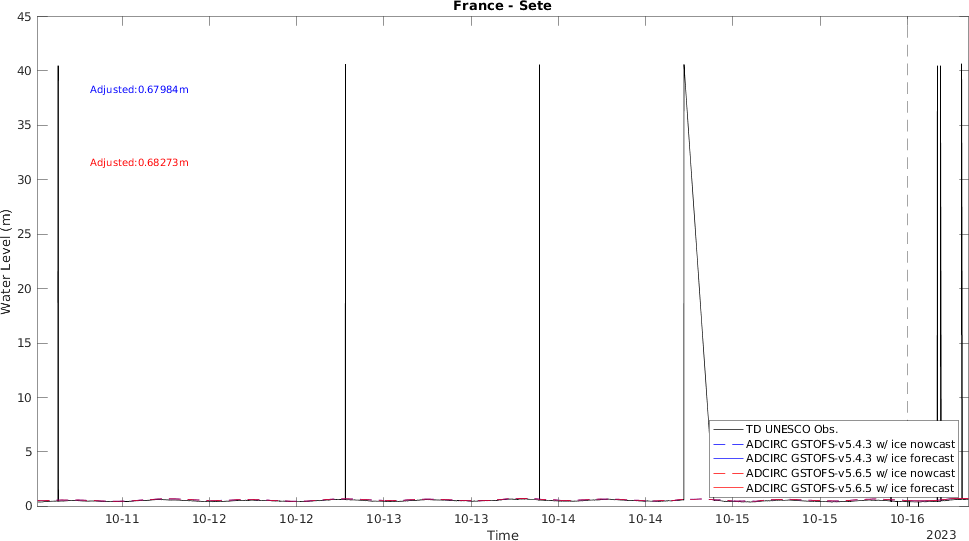 France - Sete
45
40
35
30
25
20
15
10
5
0
Water Level (m)
Adjusted:0.67984m
Adjusted:0.68273m
TD UNESCO Obs.
ADCIRC GSTOFS-v5.4.3 w/ ice nowcast
ADCIRC GSTOFS-v5.4.3 w/ ice forecast
ADCIRC GSTOFS-v5.6.5 w/ ice nowcast
ADCIRC GSTOFS-v5.6.5 w/ ice forecast
10-11 10-12 10-12 10-13 10-13 10-14 10-14 10-15 10-15 10-16
Time
2023